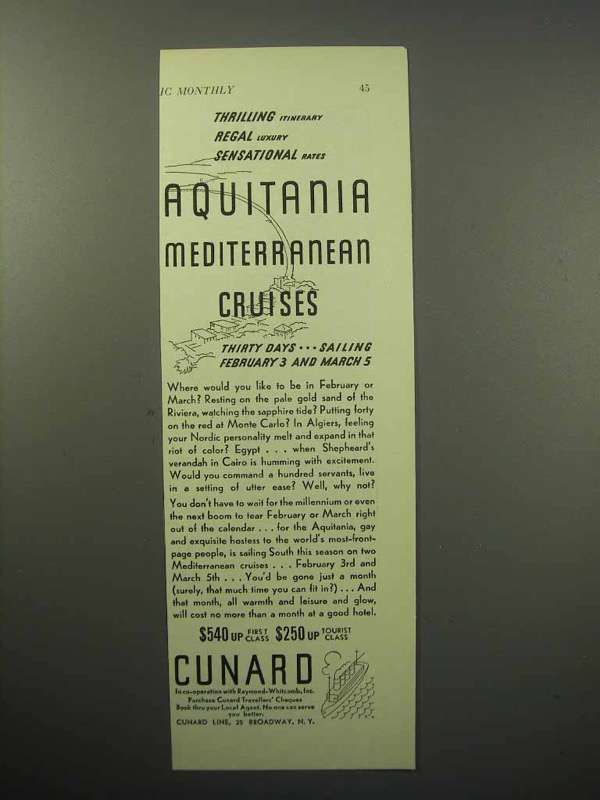 IC MONTHLY 45
THRILLING ITINERARY
REGAL LUXURY
SENSATIONAL RATES
AQUITANIA
MEDITERRANEAN
CRUISES
THIRTY DAYS ... SAILING
FEBRUARY 3 AND MARCH 5
Where would you like to be in February or
March? Resting on the pale gold sand of the
Riviera, watching the sapphire tide? Putting forty
on the red at Monte Carlo? In Algiers, feeling
your Nordic personality melt and expand in that
riot of color? Egypt . . . when Shepheard's
verandah in Cairo is humming with excitement.
Would you command a hundred servants, live
in a setting of utter ease? Well, why not?
You don't have to wait for the millennium or even
the next boom to tear February or March right
out of the calendar . . . for the Aquitania, gay
and exquisite hostess to the world's most-front-
page people, is sailing South this season on two
Mediterranean cruises . . . February 3rd and
March 5th . . . You'd be gone just a month
(surely, that much time you can fit in?) . . . And
that month, all warmth and leisure and glow,
will cost no more than a month at a good hotel.
$540 UP FIRST CLASS $250 UP TOURIST CLASS
CUNARD
In co-operation with Raymond-Whitcomb, Inc.
Purchase Cunard Travellers' Cheques
Book thru your Local Agent. No one can serve
you better.
CUNARD LINE, 25 BROADWAY, N. Y.